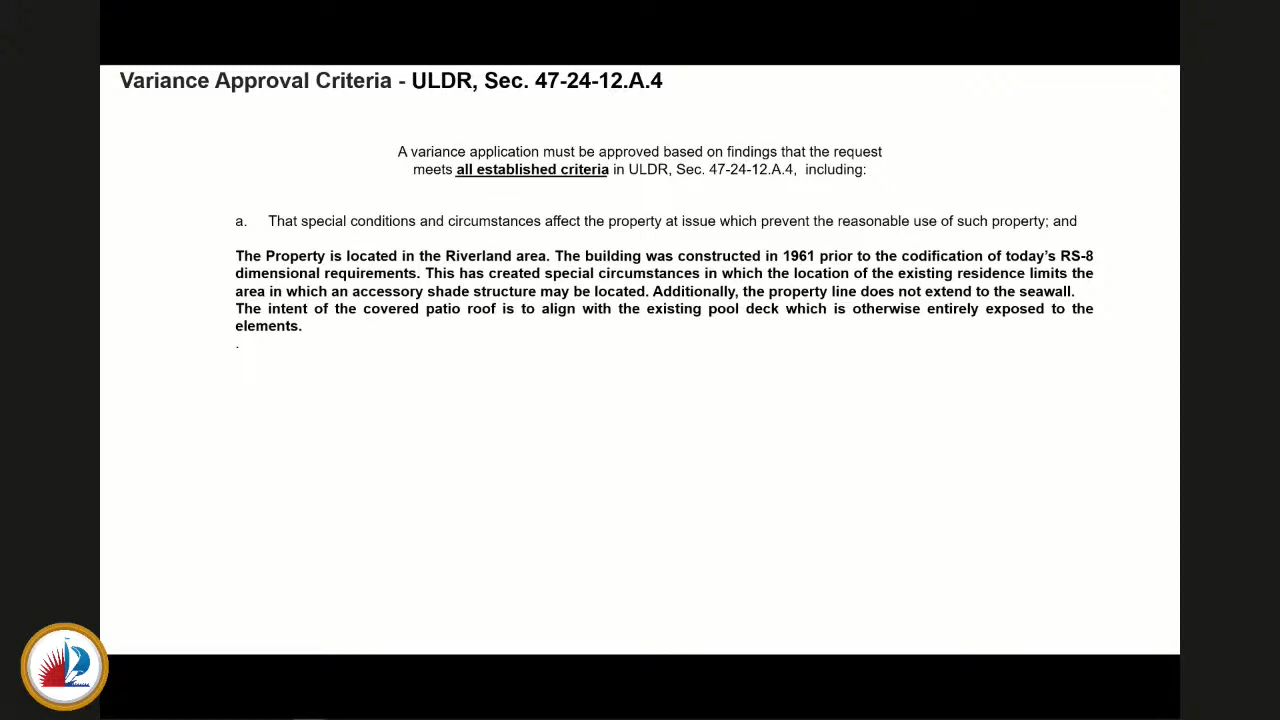 Variance Approval Criteria - ULDR, Sec. 47-24-12.A.4
A variance application must be approved based on findings that the request
meets all established criteria in ULDR, Sec. 47-24-12.A.4, including:
a. That special conditions and circumstances affect the property at issue which prevent the reasonable use of such property; and
The Property is located in the Riverland area. The building was constructed in 1961 prior to the codification of today's RS-8
dimensional requirements. This has created special circumstances in which the location of the existing residence limits the
area in which an accessory shade structure may be located. Additionally, the property line does not extend to the seawall.
The intent of the covered patio roof is to align with the existing pool deck which is otherwise entirely exposed to the
elements.
.